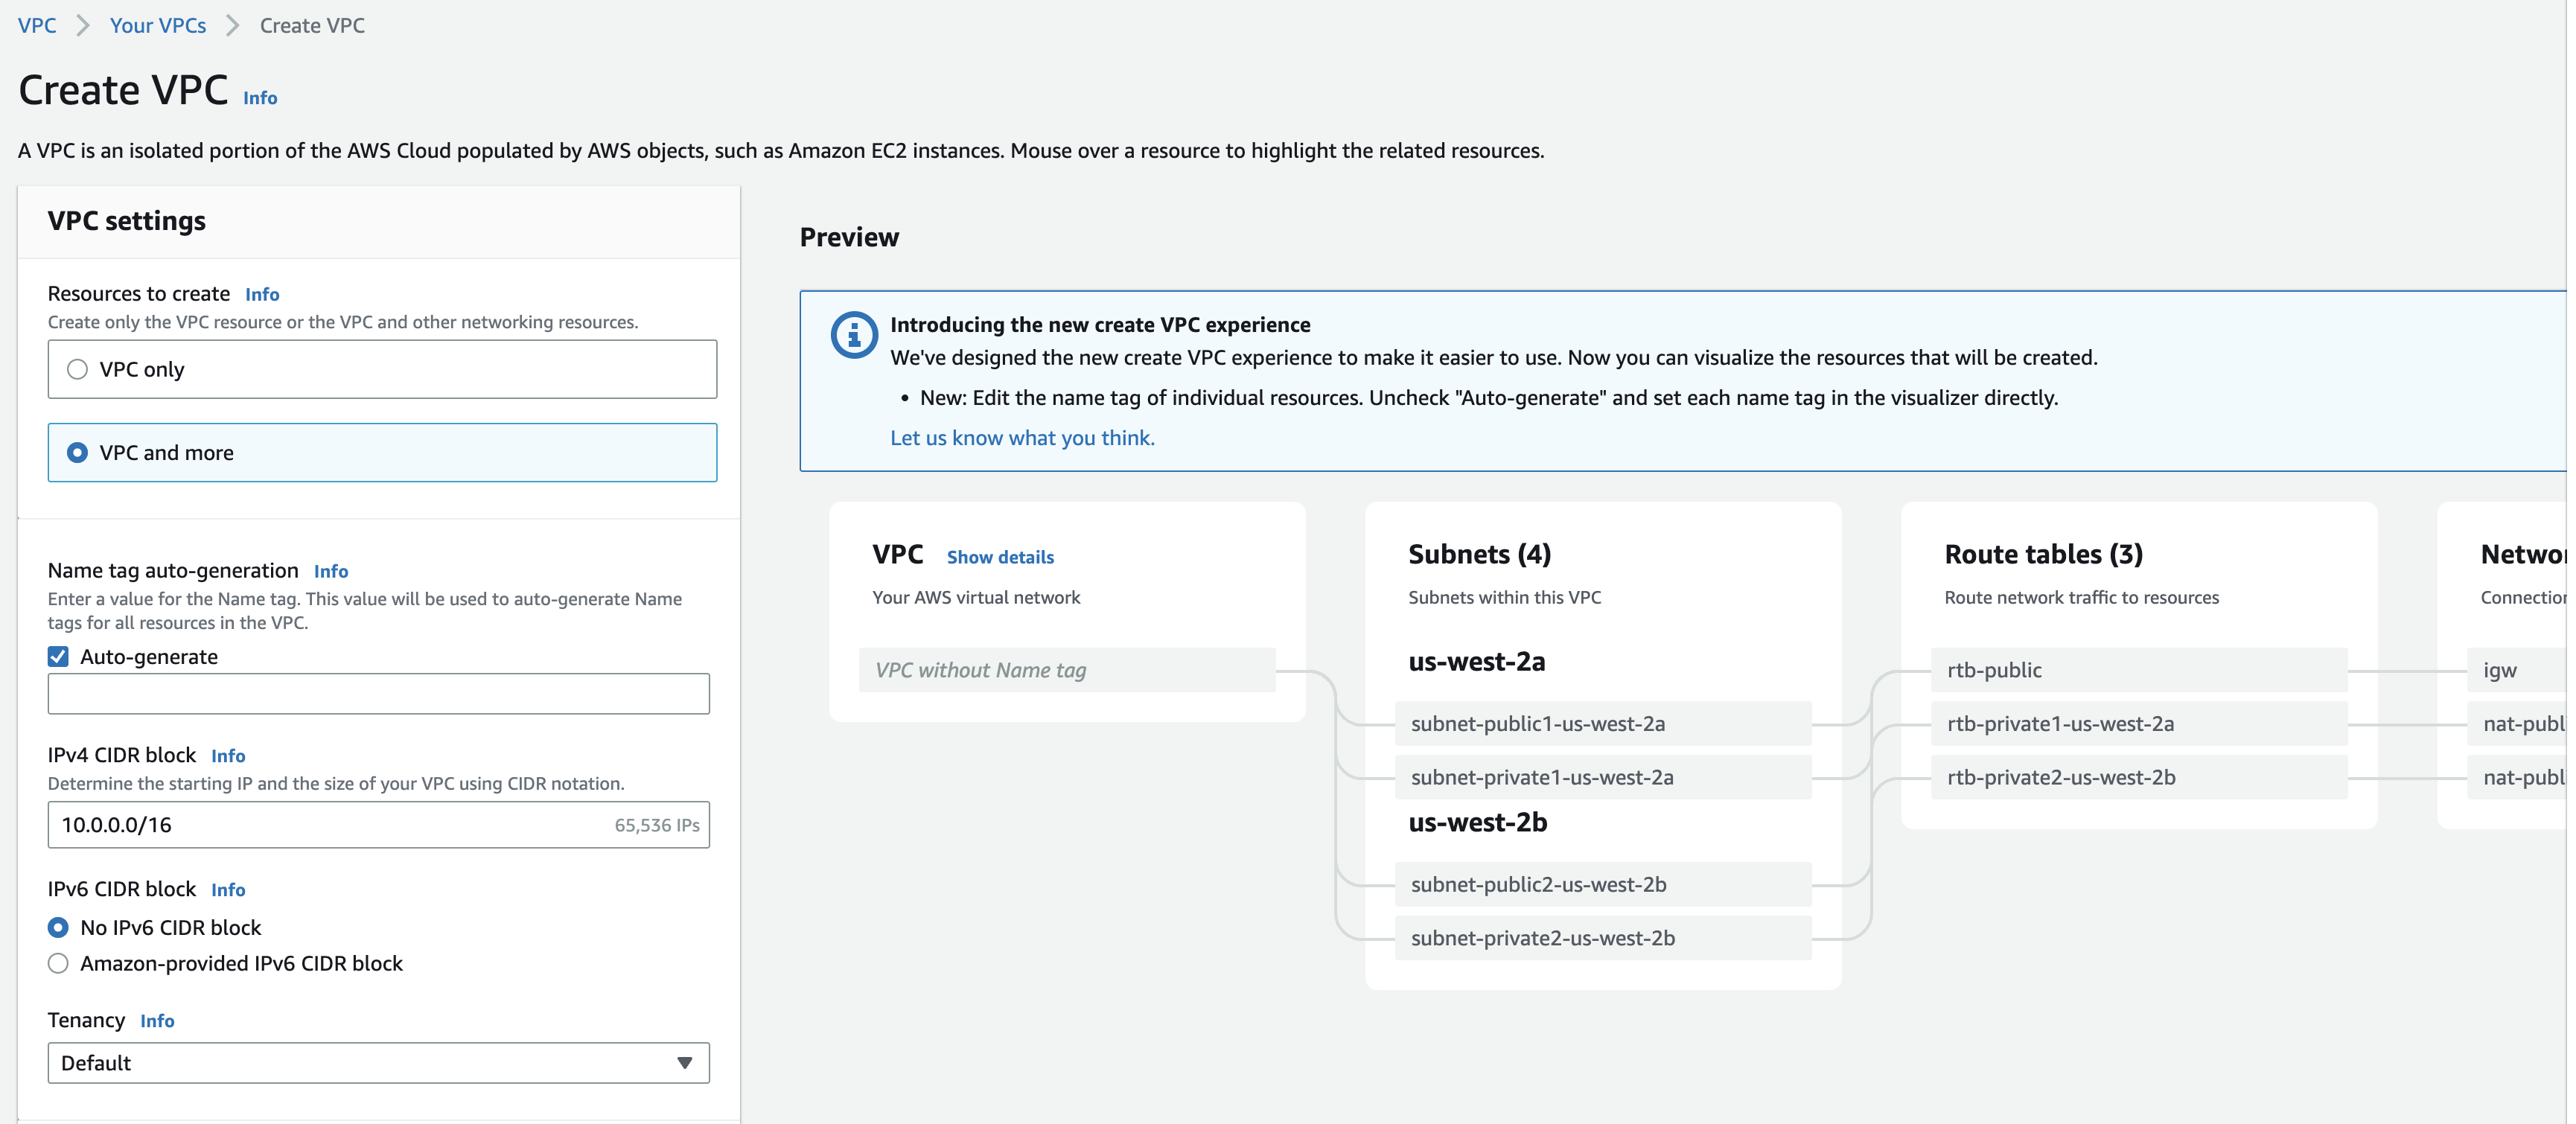 VPC > Your VPCs > Create VPC
Create VPC Info
A VPC is an isolated portion of the AWS Cloud populated by AWS objects, such as Amazon EC2 instances. Mouse over a resource to highlight the related resources.
VPC settings
Resources to create Info
Create only the VPC resource or the VPC and other networking resources.
VPC only
VPC and more
Name tag auto-generation Info
Enter a value for the Name tag. This value will be used to auto-generate Name
tags for all resources in the VPC.
Auto-generate
IPv4 CIDR block Info
Determine the starting IP and the size of your VPC using CIDR notation.
10.0.0.0/16 65,536 IPs
IPv6 CIDR block Info
No IPv6 CIDR block
Amazon-provided IPv6 CIDR block
Tenancy Info
Default
Preview
Introducing the new create VPC experience
We've designed the new create VPC experience to make it easier to use. Now you can visualize the resources that will be created.
• New: Edit the name tag of individual resources. Uncheck "Auto-generate" and set each name tag in the visualizer directly.
Let us know what you think.
VPC Show details
Your AWS virtual network
VPC without Name tag
Subnets (4)
Subnets within this VPC
us-west-2a
subnet-public1-us-west-2a
subnet-private1-us-west-2a
us-west-2b
subnet-public2-us-west-2b
subnet-private2-us-west-2b
Route tables (3)
Route network traffic to resources
rtb-public
rtb-private1-us-west-2a
rtb-private2-us-west-2b
igw